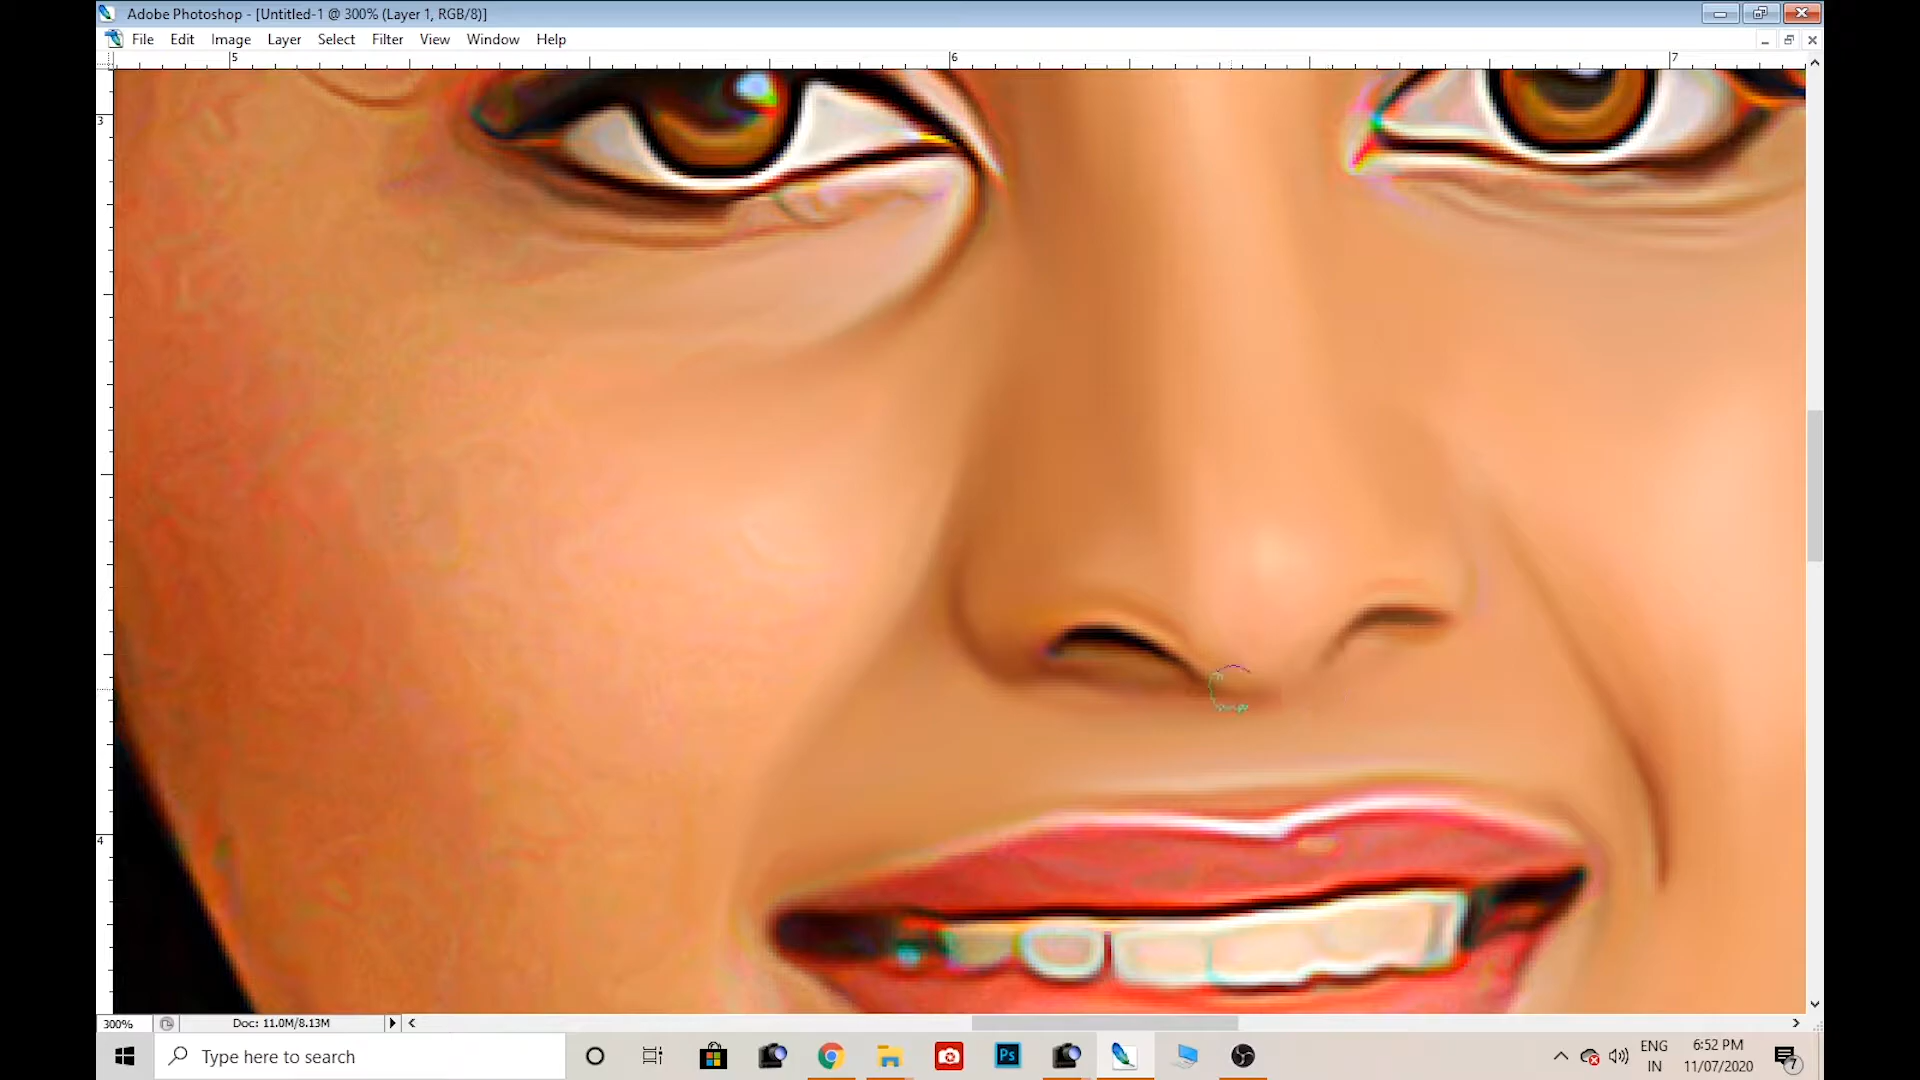 Adobe Photoshop - [Untitled-1 @ 300% (Layer 1, RGB/8)]
File Edit Image Layer Select Filter View Window Help
5 6 7
3
4
300% Doc: 11.0M/8.13M
Type here to search
Ps
ENG
IN
6:52 PM
11/07/2020
7